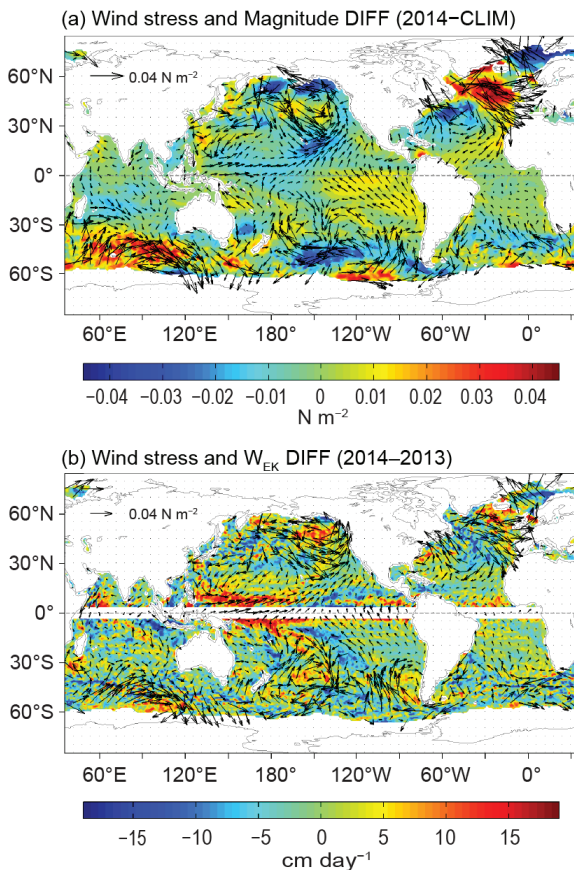 (a) Wind stress and Magnitude DIFF (2014−CLIM)
60°N
0.04 N m⁻²
30°N
0°
30°S
60°S
60°E 120°E 180° 120°W 60°W 0°
−0.04 −0.03 −0.02 −0.01 0 0.01 0.02 0.03 0.04
N m⁻²
(b) Wind stress and W_EK DIFF (2014–2013)
60°N
0.04 N m⁻²
30°N
0°
30°S
60°S
60°E 120°E 180° 120°W 60°W 0°
−15 −10 −5 0 5 10 15
cm day⁻¹